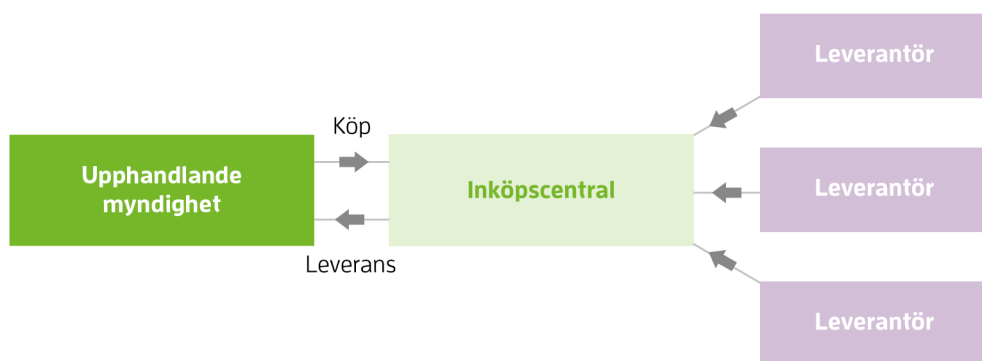 Köp
Upphandlande
myndighet
Leverans
Inköpscentral
Leverantör
Leverantör
Leverantör